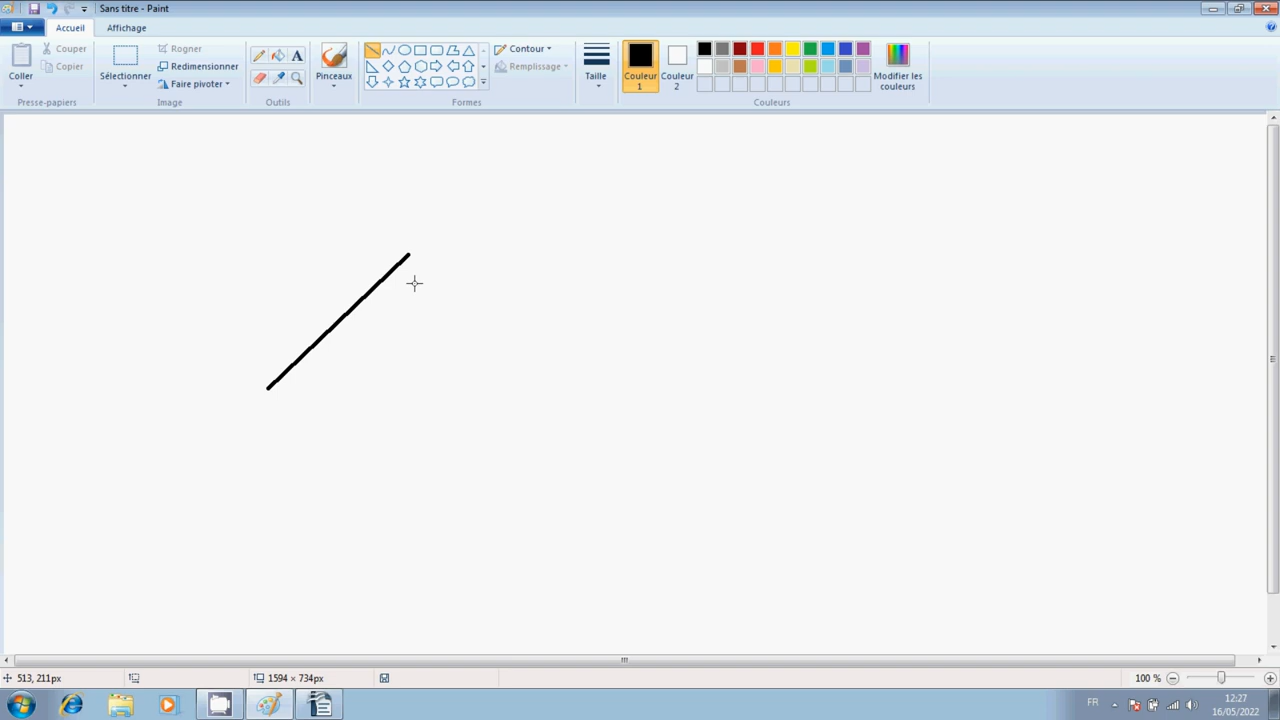 Sans titre - Paint
Accueil Affichage
Coller
Couper
Copier
Presse-papiers
Sélectionner
Rogner
Redimensionner
Faire pivoter
Image
A
Outils
Pinceaux
Contour
Remplissage
Formes
Taille
Couleur
1
Couleur
2
Modifier les
couleurs
Couleurs
513, 211px
1594 × 734px
100 %
FR
12:27
16/05/2022